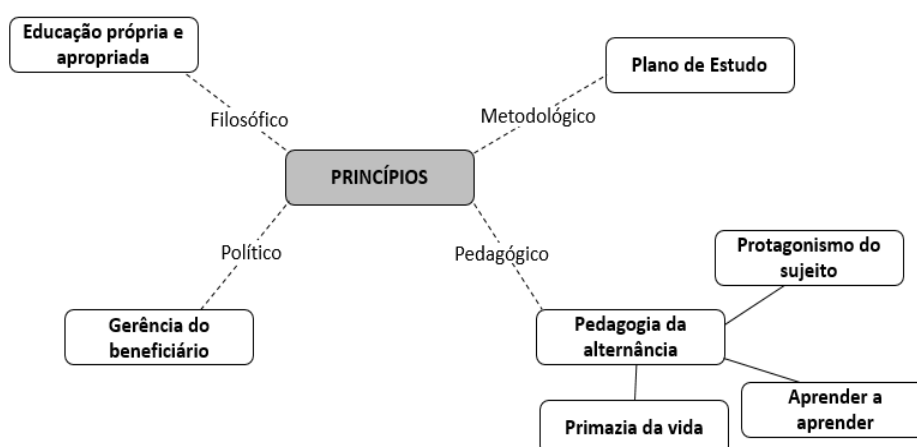 Educação própria e
apropriada
Plano de Estudo
Filosófico
Metodológico
PRINCÍPIOS
Político
Pedagógico
Protagonismo do
sujeito
Gerência do
beneficiário
Pedagogia da
alternância
Aprender a
aprender
Primazia da vida